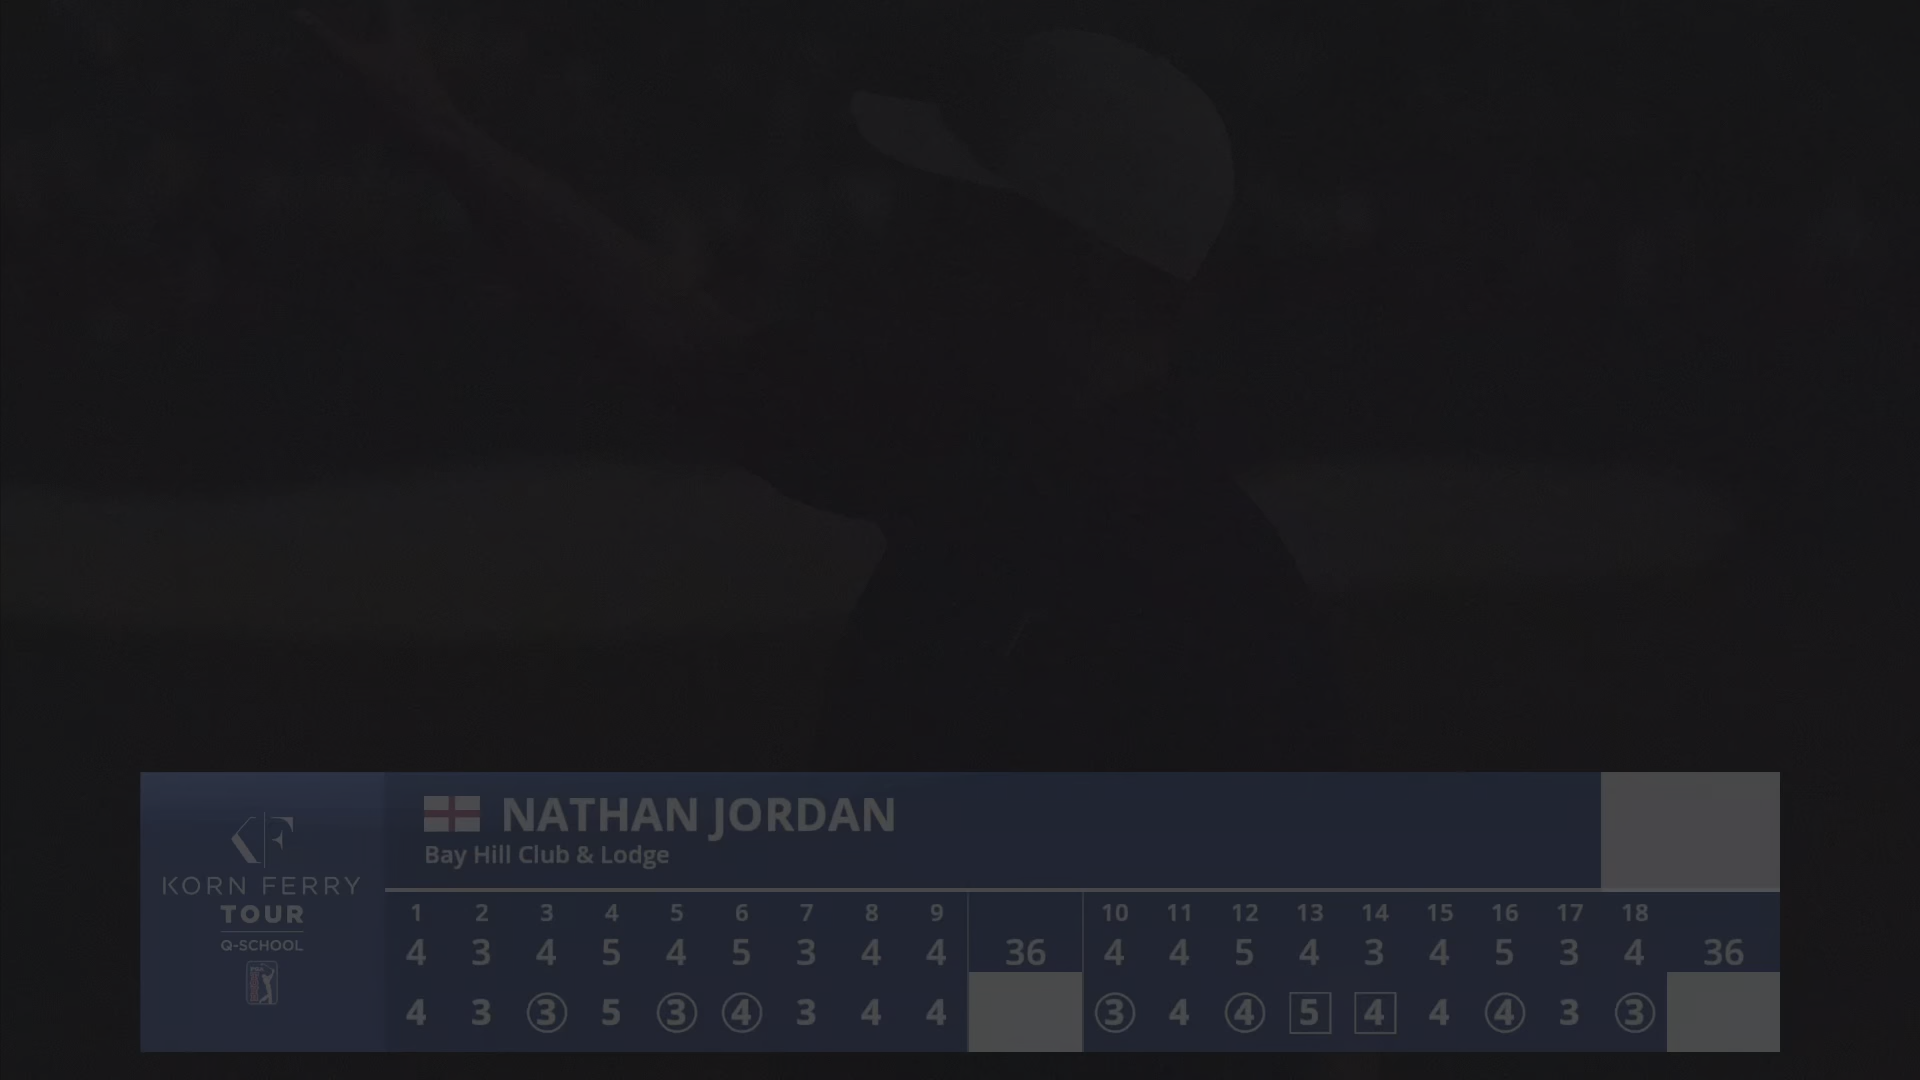 KF
KORN FERRY
TOUR
Q-SCHOOL
NATHAN JORDAN
Bay Hill Club & Lodge
1 2 3 4 5 6 7 8 9 10 11 12 13 14 15 16 17 18
4 3 4 5 4 5 3 4 4 36 4 4 5 4 3 4 5 3 4 36
4 3 3 5 3 4 3 4 4 3 4 4 5 4 4 4 3 3